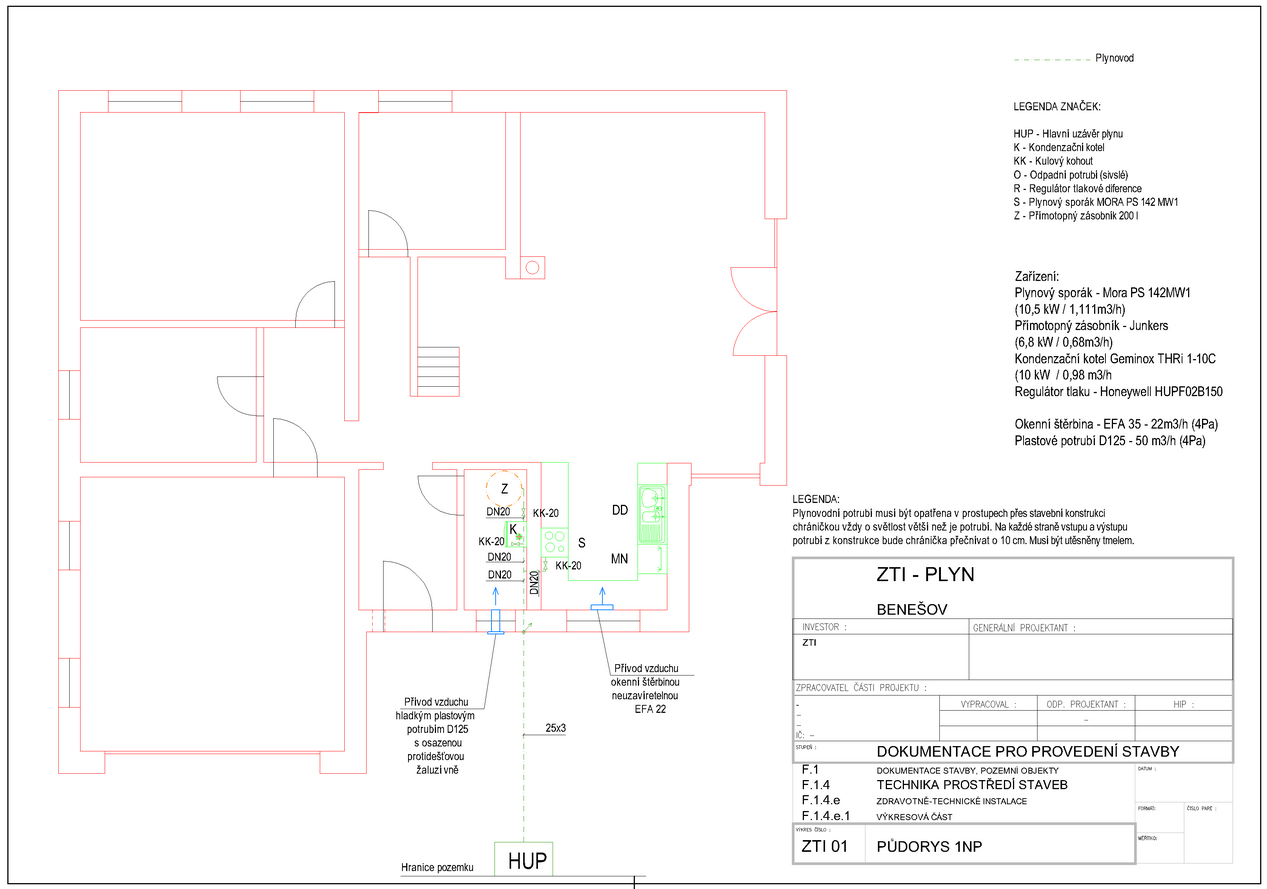 Plynovod
LEGENDA ZNAČEK:
HUP - Hlavní uzávěr plynu
K - Kondenzační kotel
KK - Kulový kohout
O - Odpadní potrubí (sivslé)
R - Regulátor tlakové diference
S - Plynový sporák MORA PS 142 MW1
Z - Přímotopný zásobník 200 l
Zařízení:
Plynový sporák - Mora PS 142MW1
(10,5 kW / 1,111m3/h)
Přímotopný zásobník - Junkers
(6,8 kW / 0,68m3/h)
Kondenzační kotel Geminox THRi 1-10C
(10 kW / 0,98 m3/h
Regulátor tlaku - Honeywell HUPF02B150
Okenní štěrbina - EFA 35 - 22m3/h (4Pa)
Plastové potrubí D125 - 50 m3/h (4Pa)
Z
DN20
KK-20
K
KK-20
DN20
DN20
DN20
S
KK-20
DD
MN
Přívod vzduchu
okenní štěrbinou
neuzavíretelnou
EFA 22
Přívod vzduchu
hladkým plastovým
potrubím D125
s osazenou
protidešťovou
žaluzí vně
25x3
HUP
Hranice pozemku
LEGENDA:
Plynovodní potrubí musí být opatřena v prostupech přes stavební konstrukci
chráničkou vždy o světlost větší než je potrubí. Na každé straně vstupu a výstupu
potrubí z konstrukce bude chránička přečnívat o 10 cm. Musí být utěsněny tmelem.
ZTI - PLYN
BENEŠOV
INVESTOR :
GENERÁLNÍ PROJEKTANT :
ZTI
ZPRACOVATEL ČÁSTI PROJEKTU :
-
–
–
IČ: –
VYPRACOVAL :
ODP. PROJEKTANT :
HIP :
–
STUPEŇ :
DOKUMENTACE PRO PROVEDENÍ STAVBY
F.1 DOKUMENTACE STAVBY, POZEMNÍ OBJEKTY
F.1.4 TECHNIKA PROSTŘEDÍ STAVEB
F.1.4.e ZDRAVOTNĚ-TECHNICKÉ INSTALACE
F.1.4.e.1 VÝKRESOVÁ ČÁST
DATUM :
FORMÁT:
ČÍSLO PARÉ :
MĚŘÍTKO:
VÝKRES ČÍSLO :
ZTI 01 PŮDORYS 1NP